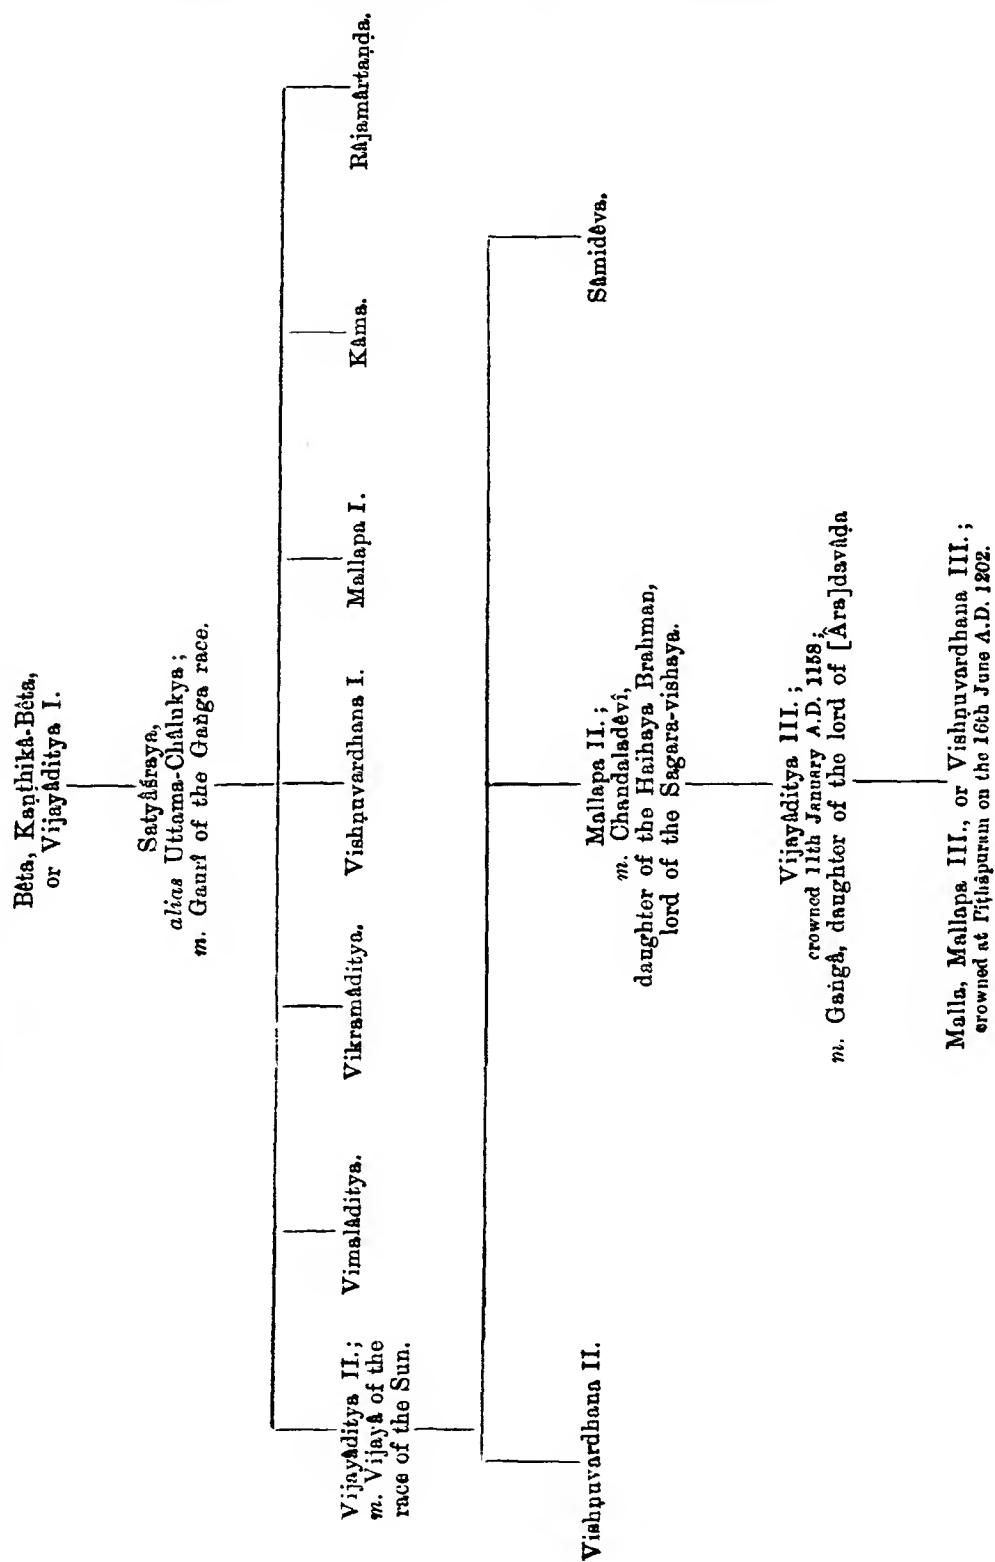 Bêta, Kaṇṭhikâ-Bêta,
or Vijayâditya I.
Satyâśraya,
alias Uttama-Châlukya;
m. Gaurî of the Gaṅga race.
Vijayâditya II.;
m. Vijayâ of the
race of the Sun.
Vimalâditya.
Vikramâditya.
Vishṇuvardhana I.
Mallapa I.
Kâma.
Râjamârtaṇḍa.
Vishṇuvardhana II.
Mallapa II.;
m. Chandaladêvî,
daughter of the Haihaya Brahman,
lord of the Sagara-vishaya.
Sâmidêva.
Vijayâditya III.;
crowned 11th January A.D. 1158;
m. Gaṅgâ, daughter of the lord of [Âra]davâḍa
Malla, Mallapa III., or Vishṇuvardhana III.;
crowned at Piṭhâpuram on the 16th June A.D. 1202.